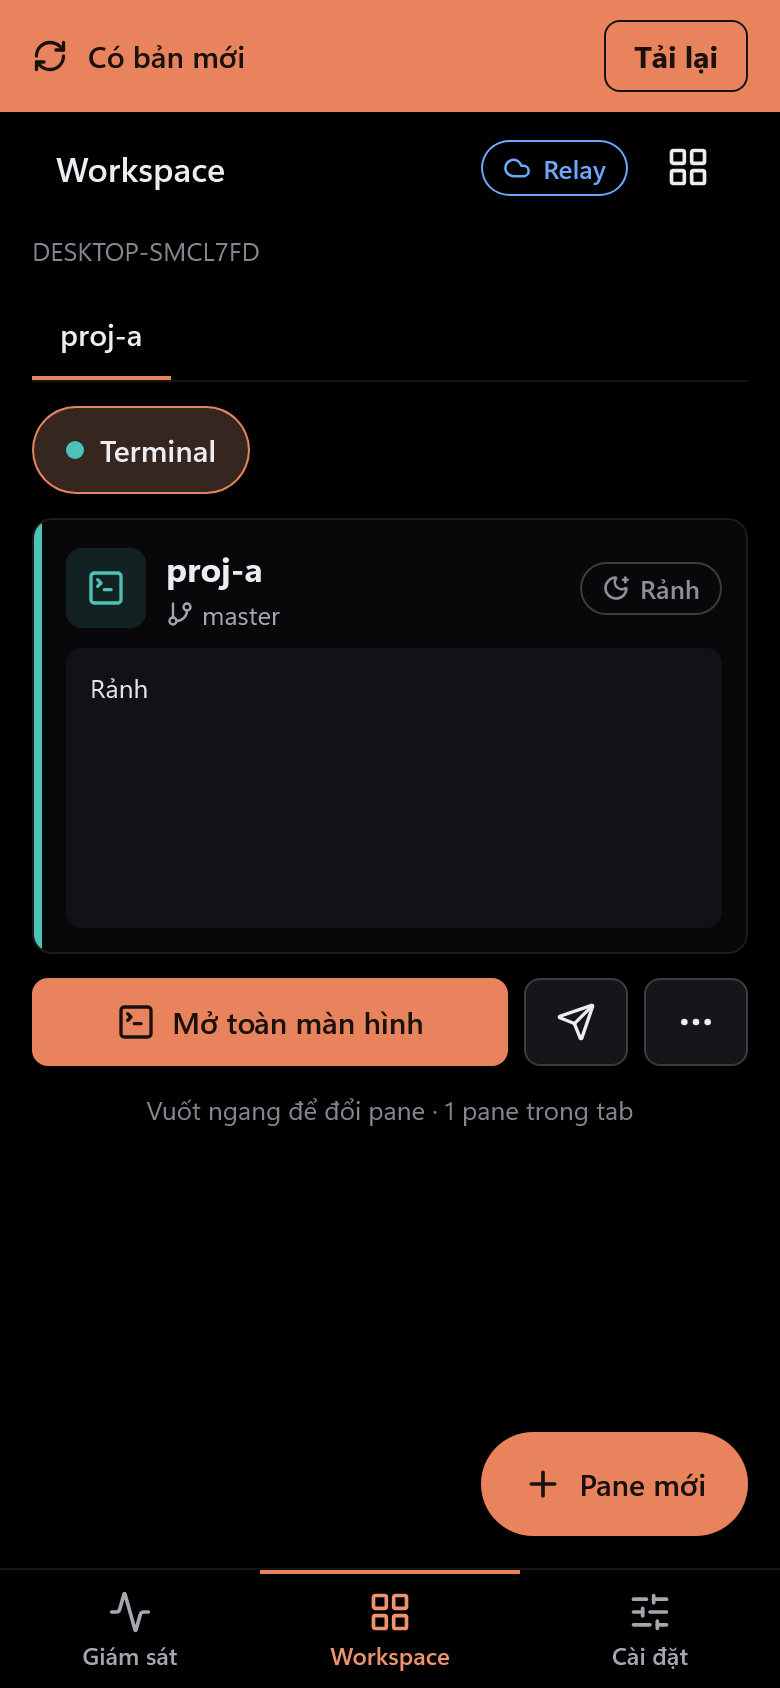 Có bản mới
Tải lại
Workspace
Relay
DESKTOP-SMCL7FD
proj-a
Terminal
proj-a
master
Rảnh
Rảnh
Mở toàn màn hình
Vuốt ngang để đổi pane · 1 pane trong tab
Pane mới
Giám sát
Workspace
Cài đặt